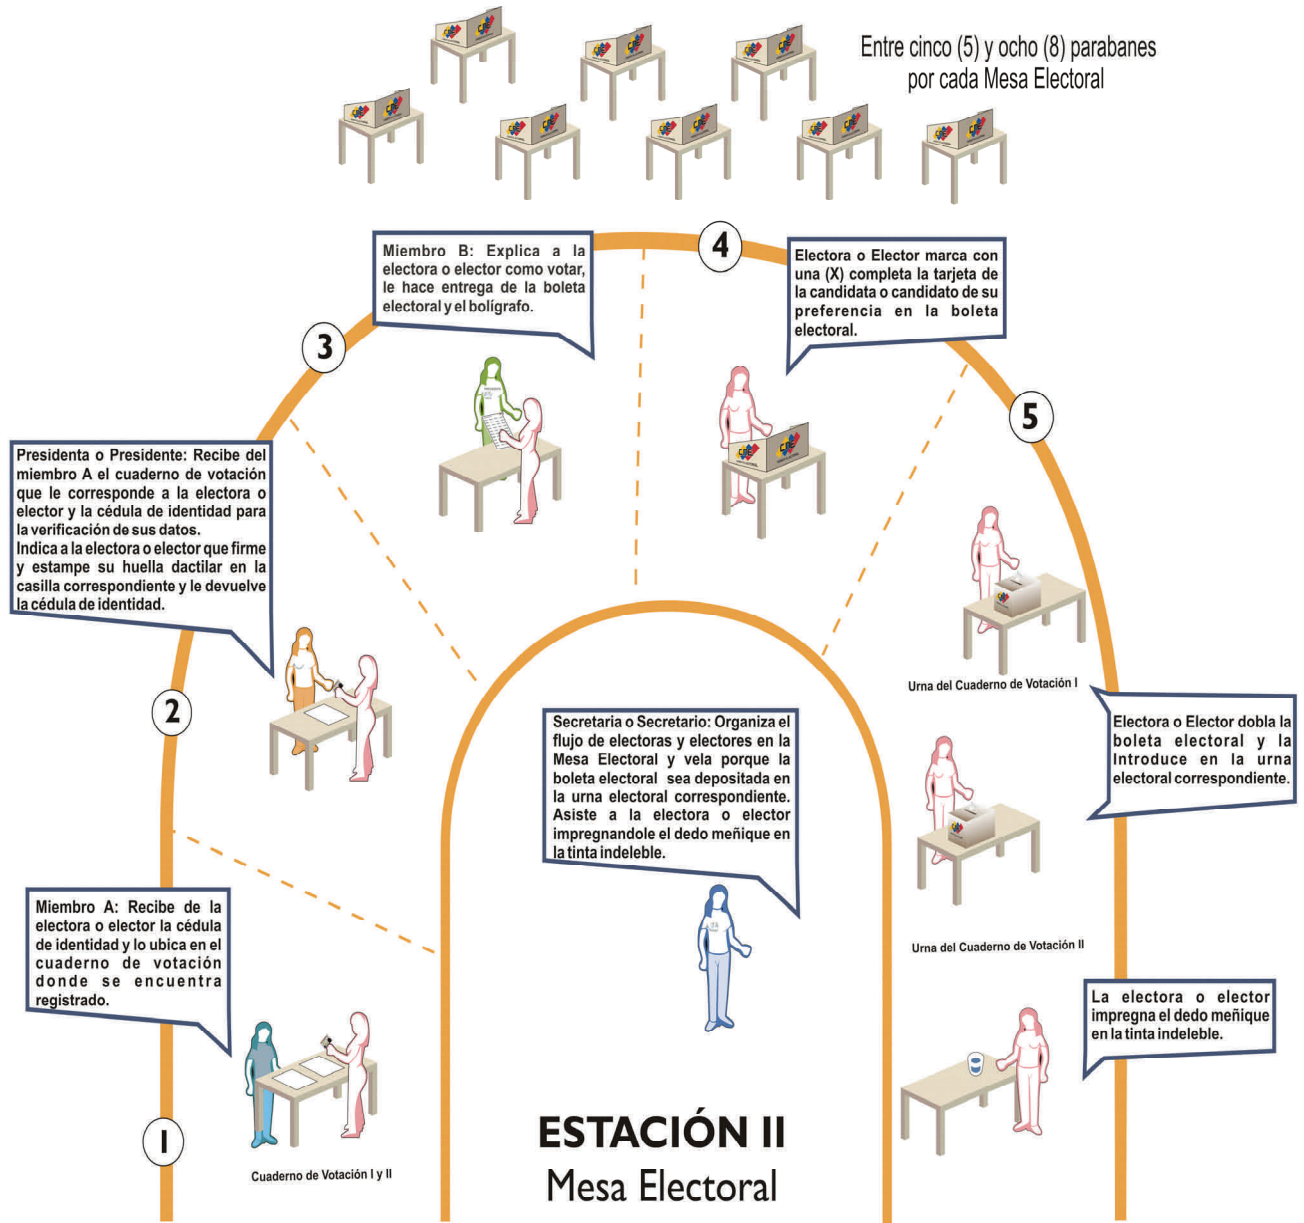 Entre cinco (5) y ocho (8) parabanes
por cada Mesa Electoral
4
Miembro B: Explica a la
electora o elector como votar,
le hace entrega de la boleta
electoral y el bolígrafo.
Electora o Elector marca con
una (X) completa la tarjeta de
la candidata o candidato de su
preferencia en la boleta
electoral.
3
5
Presidenta o Presidente: Recibe del
miembro A el cuaderno de votación
que le corresponde a la electora o
elector y la cédula de identidad para
la verificación de sus datos.
Indica a la electora o elector que firme
y estampe su huella dactilar en la
casilla correspondiente y le devuelve
la cédula de identidad.
2
Urna del Cuaderno de Votación I
Secretaria o Secretario: Organiza el
flujo de electoras y electores en la
Mesa Electoral y vela porque la
boleta electoral sea depositada en
la urna electoral correspondiente.
Asiste a la electora o elector
impregnandole el dedo meñique en
la tinta indeleble.
Electora o Elector dobla la
boleta electoral y la
Introduce en la urna
electoral correspondiente.
Urna del Cuaderno de Votación II
Miembro A: Recibe de la
electora o elector la cédula
de identidad y lo ubica en el
cuaderno de votación
donde se encuentra
registrado.
La electora o elector
impregna el dedo meñique
en la tinta indeleble.
1
Cuaderno de Votación I y II
ESTACIÓN II
Mesa Electoral